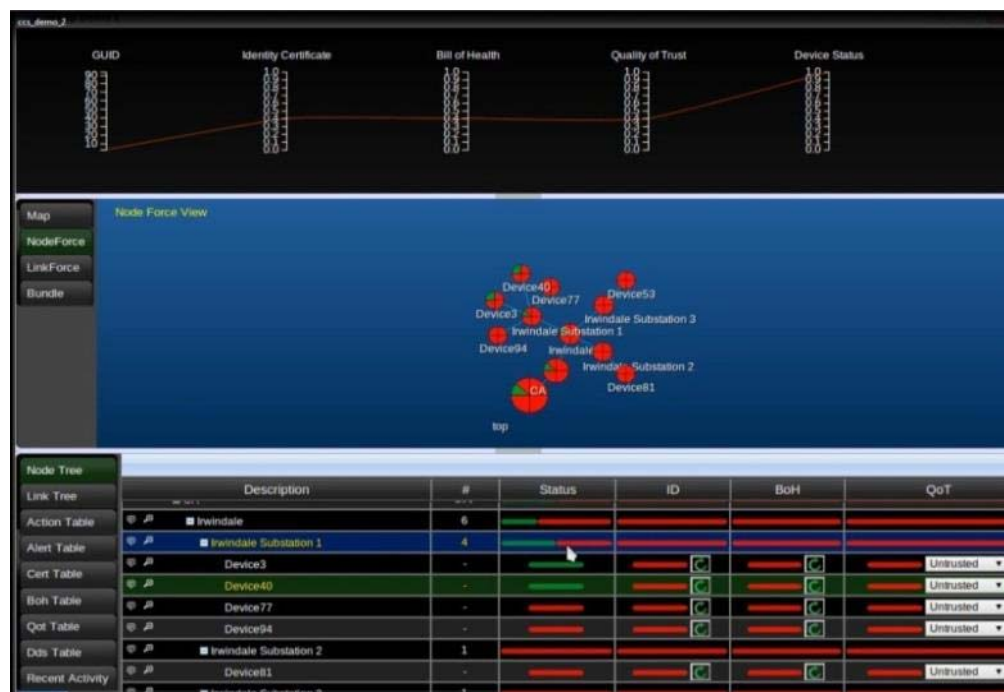 ccs_demo_2
GUID Identity Certificate Bill of Health Quality of Trust Device Status
Map
NodeForce
LinkForce
Bundle
Node Force View
Device40
Device77
Device53
Device3
Irwindale Substation 3
Irwindale Substation 1
Device94
Irwindale
Irwindale Substation 2
CA
Device81
top
Node Tree
Link Tree
Action Table
Alert Table
Cert Table
Boh Table
Qot Table
Dds Table
Recent Activity
Description # Status ID BoH QoT
Irwindale 6
Irwindale Substation 1 4
Device3 - Untrusted
Device40 - Untrusted
Device77 - Untrusted
Device94 - Untrusted
Irwindale Substation 2 1
Device81 - Untrusted